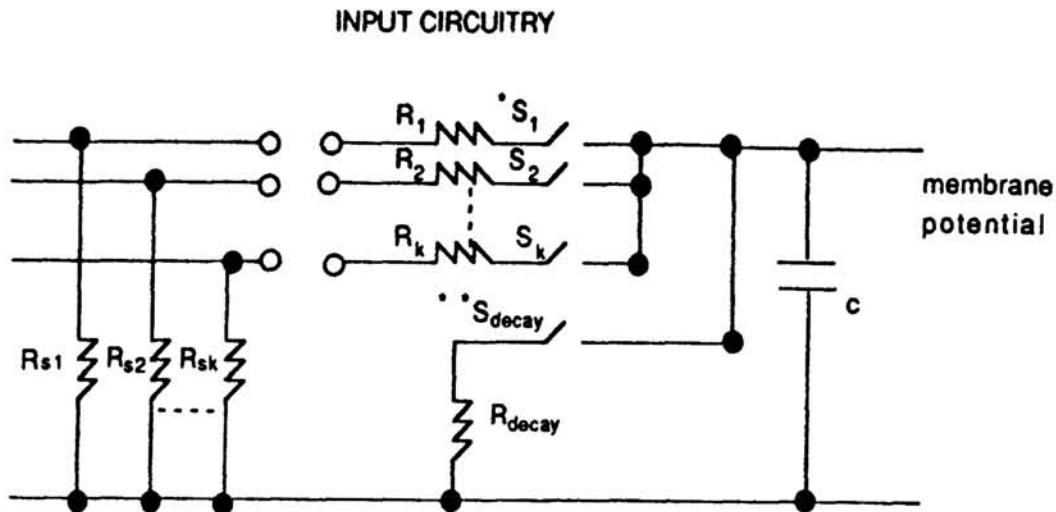 INPUT CIRCUITRY
R1
* S1
R2
S2
Rk
Sk
membrane
potential
* * Sdecay
C
Rs1
Rs2
Rsk
Rdecay